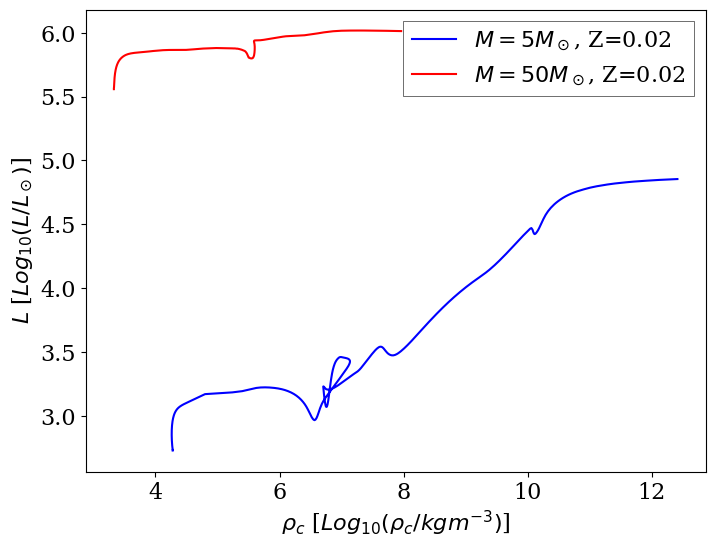 6.0
5.5
5.0
4.5
4.0
3.5
3.0
L [Log₁₀(L/L⊙)]
M = 5M⊙, Z=0.02
M = 50M⊙, Z=0.02
4 6 8 10 12
ρc [Log₁₀(ρc/kgm⁻³)]